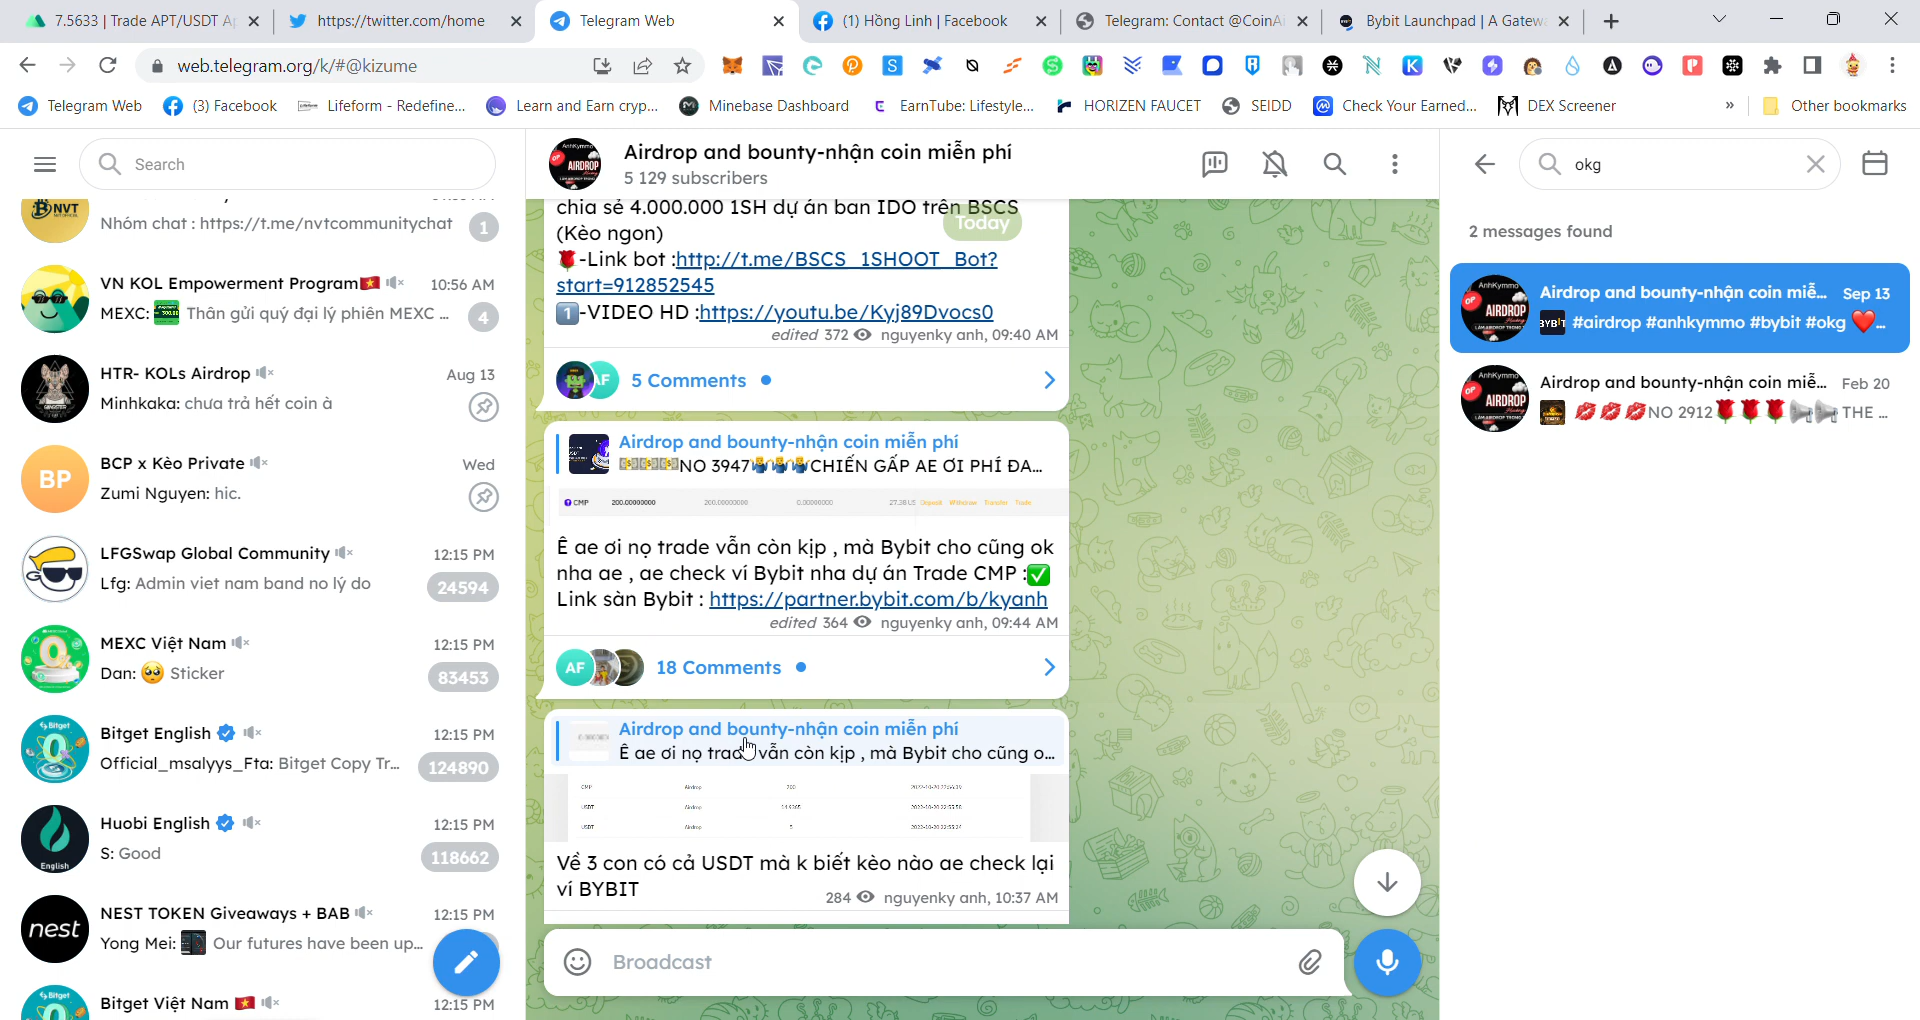 7.5633 | Trade APT/USDT
https://twitter.com/home
Telegram Web
(1) Hồng Linh | Facebook
Telegram: Contact @CoinA
Bybit Launchpad | A Gatew
web.telegram.org/k/#@kizume
Telegram Web
(3) Facebook
Lifeform - Redefine...
Learn and Earn cryp...
Minebase Dashboard
EarnTube: Lifestyle...
HORIZEN FAUCET
SEIDD
Check Your Earned...
DEX Screener
»
Other bookmarks
Search
NVT
Nhóm chat : https://t.me/nvtcommunitychat
1
VN KOL Empowerment Program🇻🇳
10:56 AM
MEXC: Thân gửi quý đại lý phiên MEXC ...
4
HTR- KOLs Airdrop
Aug 13
Minhkaka: chưa trả hết coin à
BP
BCP x Kèo Private
Wed
Zumi Nguyen: hic.
LFGSwap Global Community
12:15 PM
Lfg: Admin viet nam band no lý do
24594
MEXC Việt Nam
12:15 PM
Dan: 🥺 Sticker
83453
Bitget
Bitget English
12:15 PM
Official_msalyys_Fta: Bitget Copy Tr...
124890
English
Huobi English
12:15 PM
S: Good
118662
nest
NEST TOKEN Giveaways + BAB
12:15 PM
Yong Mei: Our futures have been up...
Bitget
Bitget Việt Nam 🇻🇳
12:15 PM
AnhKymmo
OP
AIRDROP
Airdrop and bounty-nhận coin miễn phí
5 129 subscribers
chia sẻ 4.000.000 1SH dự án ban IDO trên BSCS
Today
(Kèo ngon)
🌹-Link bot :http://t.me/BSCS_1SHOOT_Bot?
start=912852545
1️⃣-VIDEO HD :https://youtu.be/Kyj89Dvocs0
edited 372 nguyenky anh, 09:40 AM
AF
5 Comments
Airdrop and bounty-nhận coin miễn phí
💵💵💵NO 3947🤷‍♂️🤷‍♂️🤷‍♂️CHIẾN GẤP AE ƠI PHÍ ĐA...
CMP 200.00000000 200.00000000 0.00000000 Deposit Withdraw Transfer Trade
Ê ae ơi nọ trade vẫn còn kịp , mà Bybit cho cũng ok
nha ae , ae check ví Bybit nha dự án Trade CMP :✅
Link sàn Bybit : https://partner.bybit.com/b/kyanh
edited 364 nguyenky anh, 09:44 AM
AF
18 Comments
Airdrop and bounty-nhận coin miễn phí
Ê ae ơi nọ trade vẫn còn kịp , mà Bybit cho cũng o...
CMP Airdrop 200
USDT Airdrop
USDT Airdrop 5
Về 3 con có cả USDT mà k biết kèo nào ae check lại
ví BYBIT
284 nguyenky anh, 10:37 AM
Broadcast
okg
2 messages found
AnhKymmo
OP
AIRDROP
Airdrop and bounty-nhận coin miễ...
Sep 13
BYBIT
#airdrop #anhkymmo #bybit #okg ❤️...
AnhKymmo
OP
AIRDROP
Airdrop and bounty-nhận coin miễ...
Feb 20
💋💋💋NO 2912🌹🌹🌹📢📢THE ...